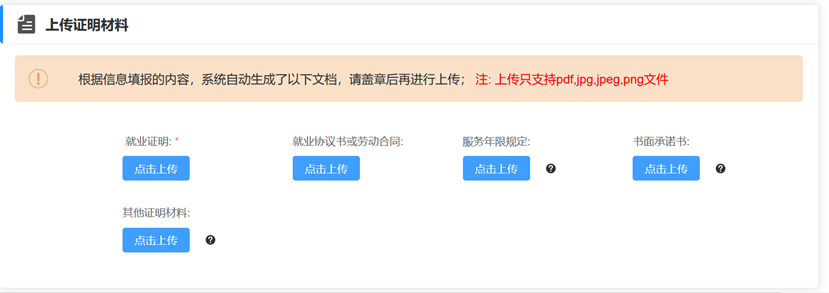 上传证明材料
根据信息填报的内容，系统自动生成了以下文档，请盖章后再进行上传； 注: 上传只支持pdf,jpg,jpeg,png文件
就业证明: * 就业协议书或劳动合同: 服务年限规定: 书面承诺书:
点击上传 点击上传 点击上传 点击上传
其他证明材料:
点击上传